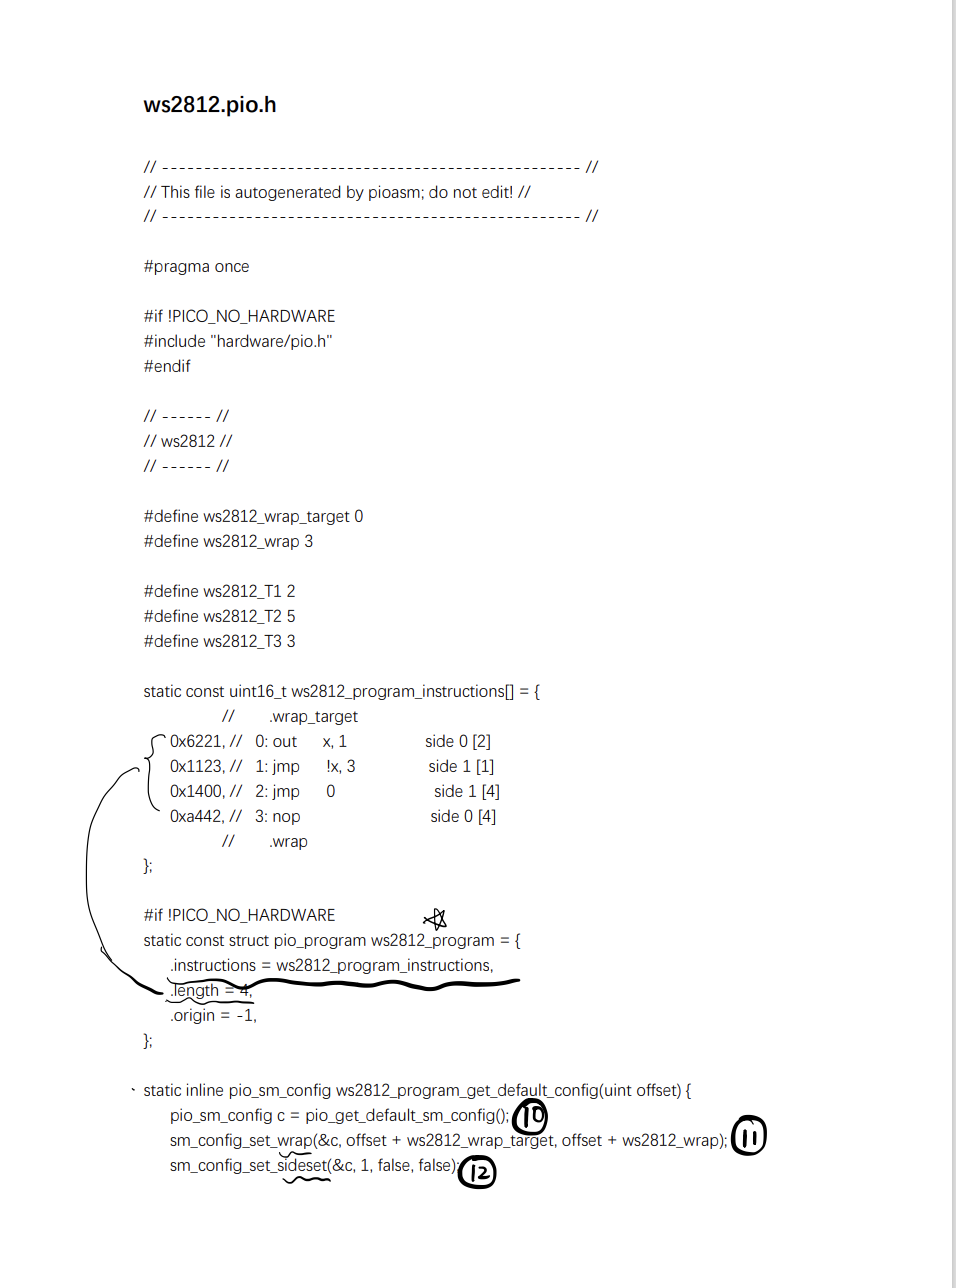 ws2812.pio.h
// -------------------------------------------------- //
// This file is autogenerated by pioasm; do not edit! //
// -------------------------------------------------- //
#pragma once
#if !PICO_NO_HARDWARE
#include "hardware/pio.h"
#endif
// ------ //
// ws2812 //
// ------ //
#define ws2812_wrap_target 0
#define ws2812_wrap 3
#define ws2812_T1 2
#define ws2812_T2 5
#define ws2812_T3 3
static const uint16_t ws2812_program_instructions[] = {
// .wrap_target
0x6221, // 0: out x, 1 side 0 [2]
0x1123, // 1: jmp !x, 3 side 1 [1]
0x1400, // 2: jmp 0 side 1 [4]
0xa442, // 3: nop side 0 [4]
// .wrap
};
#if !PICO_NO_HARDWARE
static const struct pio_program ws2812_program = {
.instructions = ws2812_program_instructions,
.length = 4,
.origin = -1,
};
static inline pio_sm_config ws2812_program_get_default_config(uint offset) {
pio_sm_config c = pio_get_default_sm_config(); 10
sm_config_set_wrap(&c, offset + ws2812_wrap_target, offset + ws2812_wrap); 11
sm_config_set_sideset(&c, 1, false, false); 12